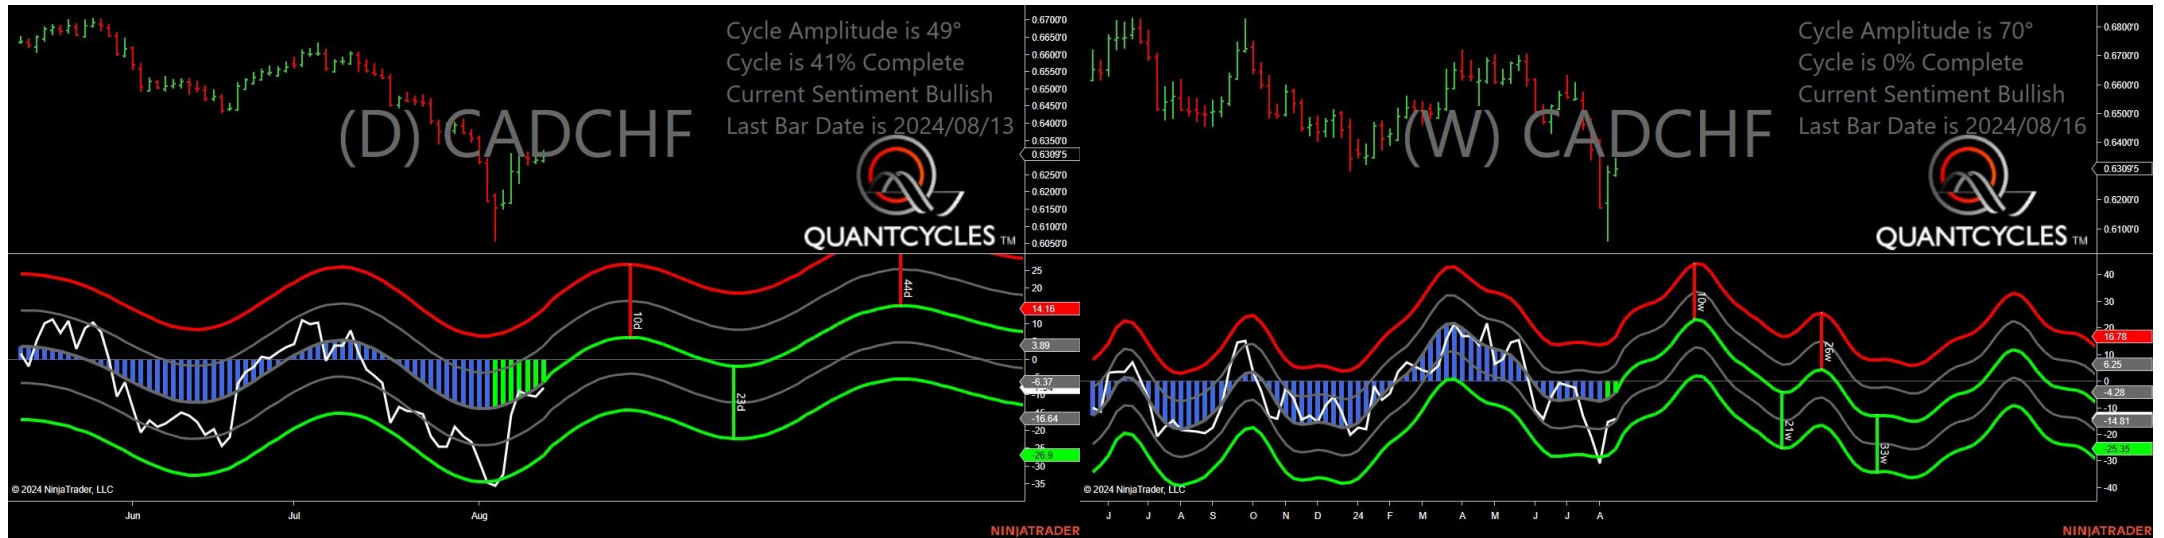 Cycle Amplitude is 49°
Cycle is 41% Complete
Current Sentiment Bullish
Last Bar Date is 2024/08/13
(D) CADCHF
QUANTCYCLES TM
0.6700'0
0.6650'0
0.6600'0
0.6550'0
0.6500'0
0.6450'0
0.6400'0
0.6350'0
0.6309'5
0.6250'0
0.6200'0
0.6150'0
0.6100'0
0.6050'0
10d
23d
44d
25
20
14.16
10
3.89
0
-6.37
-10
-16.64
-20
-26.9
-30
-35
© 2024 NinjaTrader, LLC
Jun Jul Aug
NINJATRADER
Cycle Amplitude is 70°
Cycle is 0% Complete
Current Sentiment Bullish
Last Bar Date is 2024/08/16
(W) CADCHF
QUANTCYCLES TM
0.6800'0
0.6700'0
0.6600'0
0.6500'0
0.6400'0
0.6309'5
0.6200'0
0.6100'0
10w
21w
26w
33w
40
30
20
16.78
10
6.25
0
-4.28
-10
-14.81
-20
-25.35
-30
-40
© 2024 NinjaTrader, LLC
J J A S O N D 24 F M A M J J A
NINJATRADER